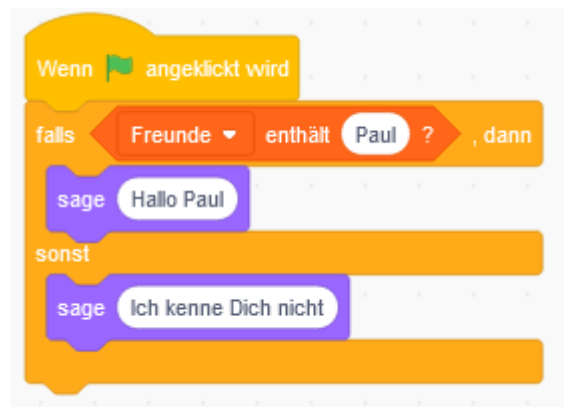 Wenn angeklickt wird
falls Freunde enthält Paul ? , dann
sage Hallo Paul
sonst
sage Ich kenne Dich nicht